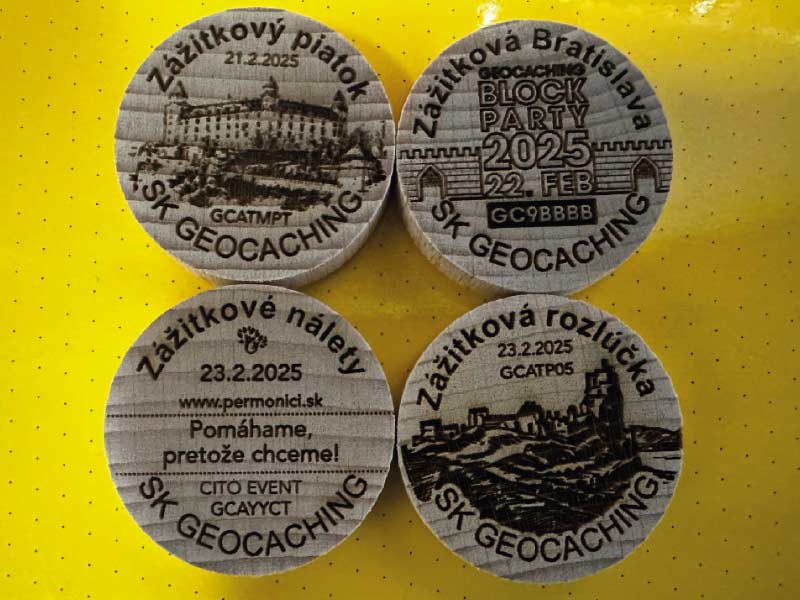 Zážitkový piatok
21.2.2025
GCATMPT
SK GEOCACHING
Zážitková Bratislava
GEOCACHING
BLOCK
PARTY
2025
22. FEB
GC9BBBB
SK GEOCACHING
Zážitkové nálety
23.2.2025
www.permonici.sk
Pomáhame,
pretože chceme!
CITO EVENT
GCAYYCT
SK GEOCACHING
Zážitková rozlúčka
23.2.2025
GCATP05
SK GEOCACHING